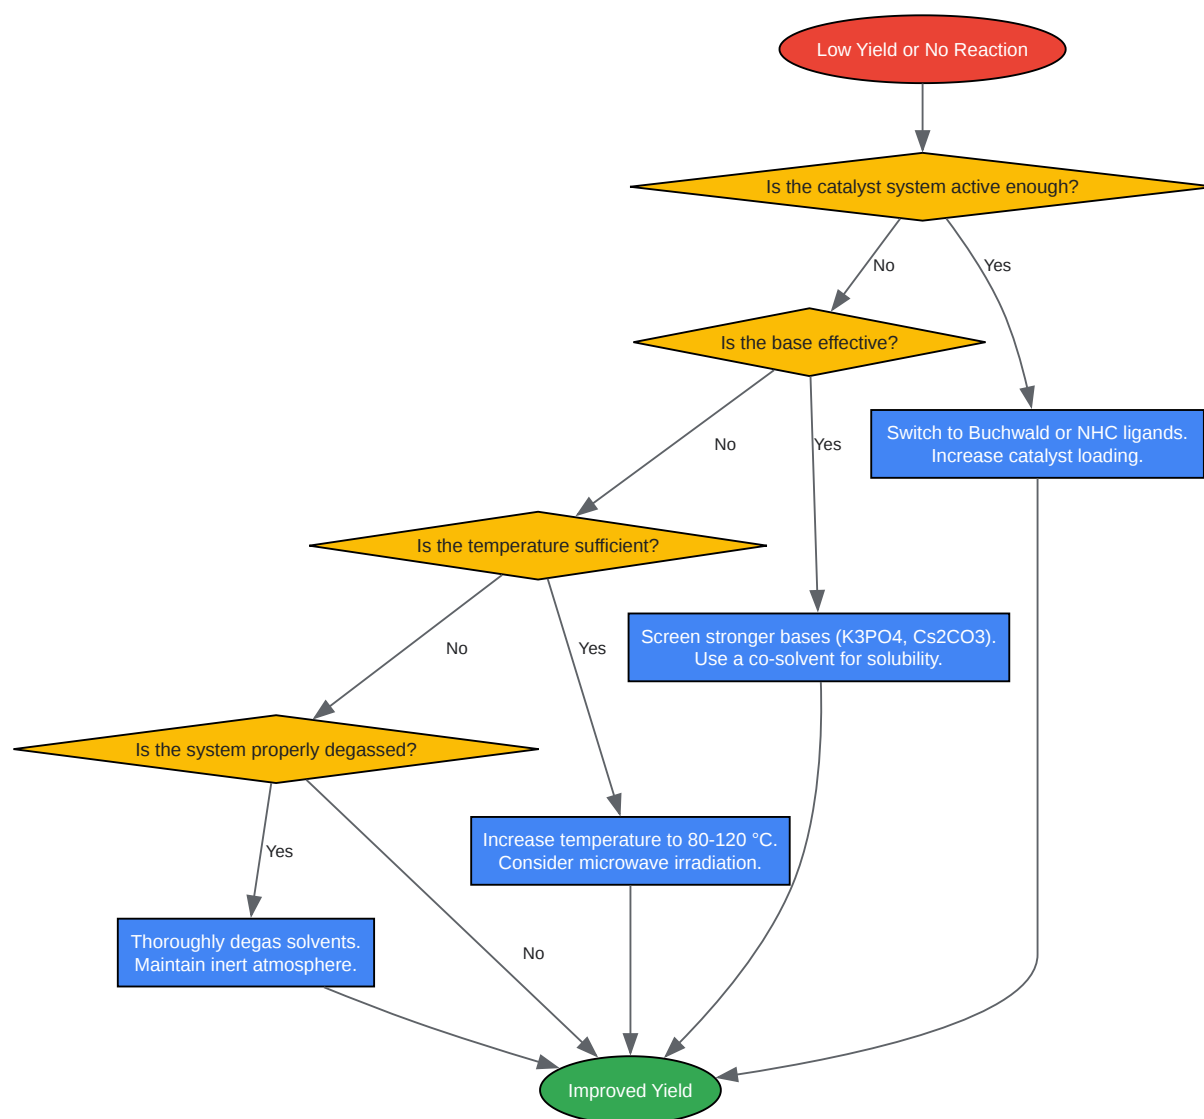 Low Yield or No Reaction
Is the catalyst system active enough?
No
Yes
Is the base effective?
Switch to Buchwald or NHC ligands.
Increase catalyst loading.
No
Yes
Is the temperature sufficient?
Screen stronger bases (K3PO4, Cs2CO3).
Use a co-solvent for solubility.
No
Yes
Is the system properly degassed?
Increase temperature to 80-120 °C.
Consider microwave irradiation.
Yes
Thoroughly degas solvents.
Maintain inert atmosphere.
No
Improved Yield